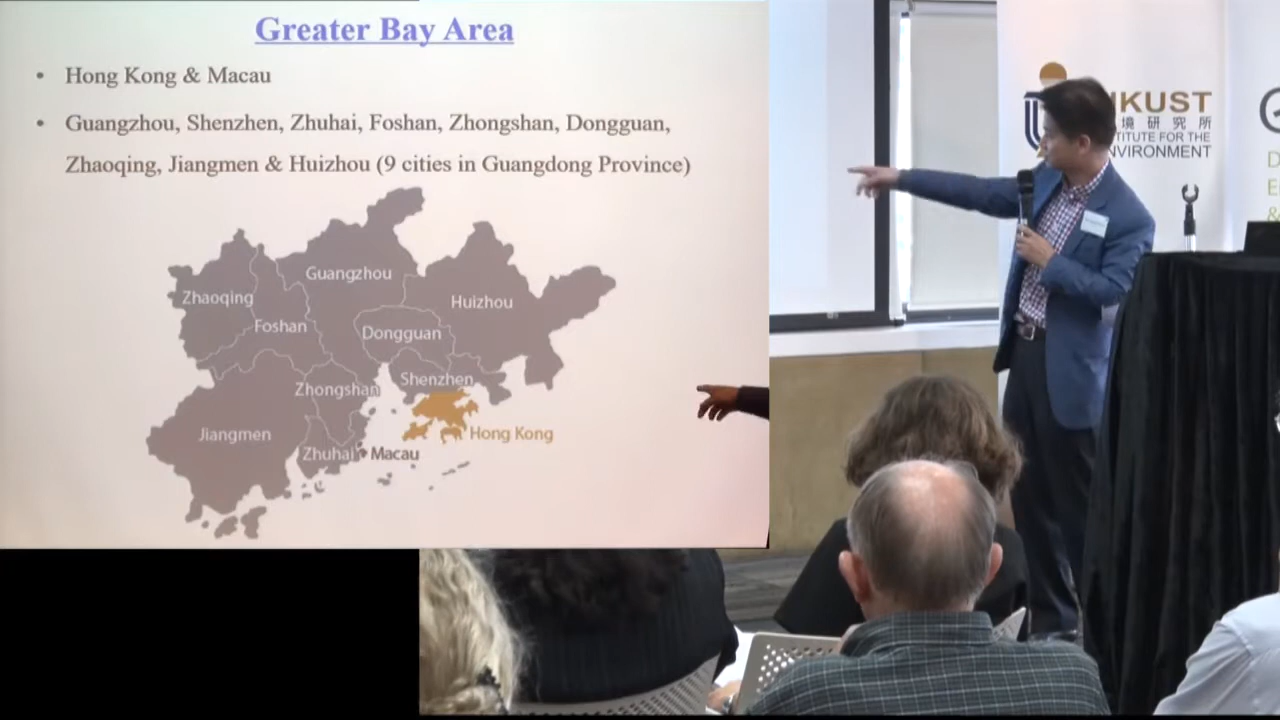 Greater Bay Area
• Hong Kong & Macau
• Guangzhou, Shenzhen, Zhuhai, Foshan, Zhongshan, Dongguan,
Zhaoqing, Jiangmen & Huizhou (9 cities in Guangdong Province)
Guangzhou
Zhaoqing
Huizhou
Foshan
Dongguan
Shenzhen
Zhongshan
Jiangmen
Hong Kong
Zhuhai
Macau
HKUST
境研究所
FOR THE
ENVIRONMENT